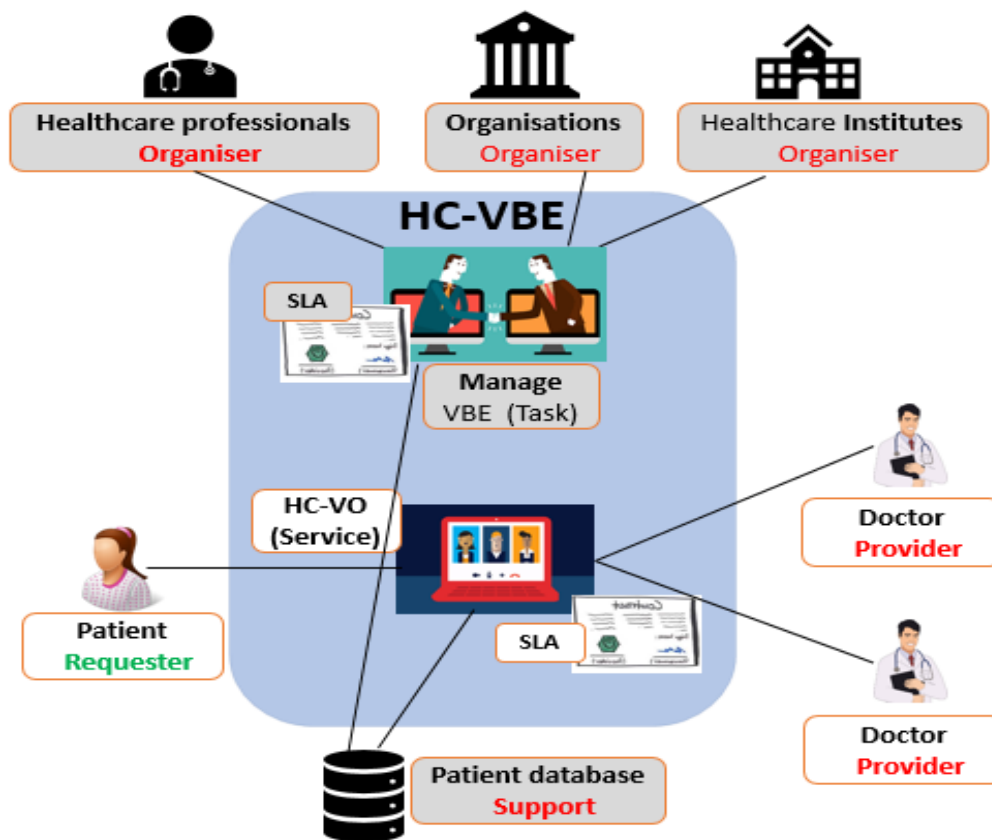 Healthcare professionals
Organiser
Organisations
Organiser
Healthcare Institutes
Organiser
HC-VBE
SLA
Manage
VBE (Task)
HC-VO
(Service)
Patient
Requester
Doctor
Provider
SLA
Contract
Doctor
Provider
Patient database
Support